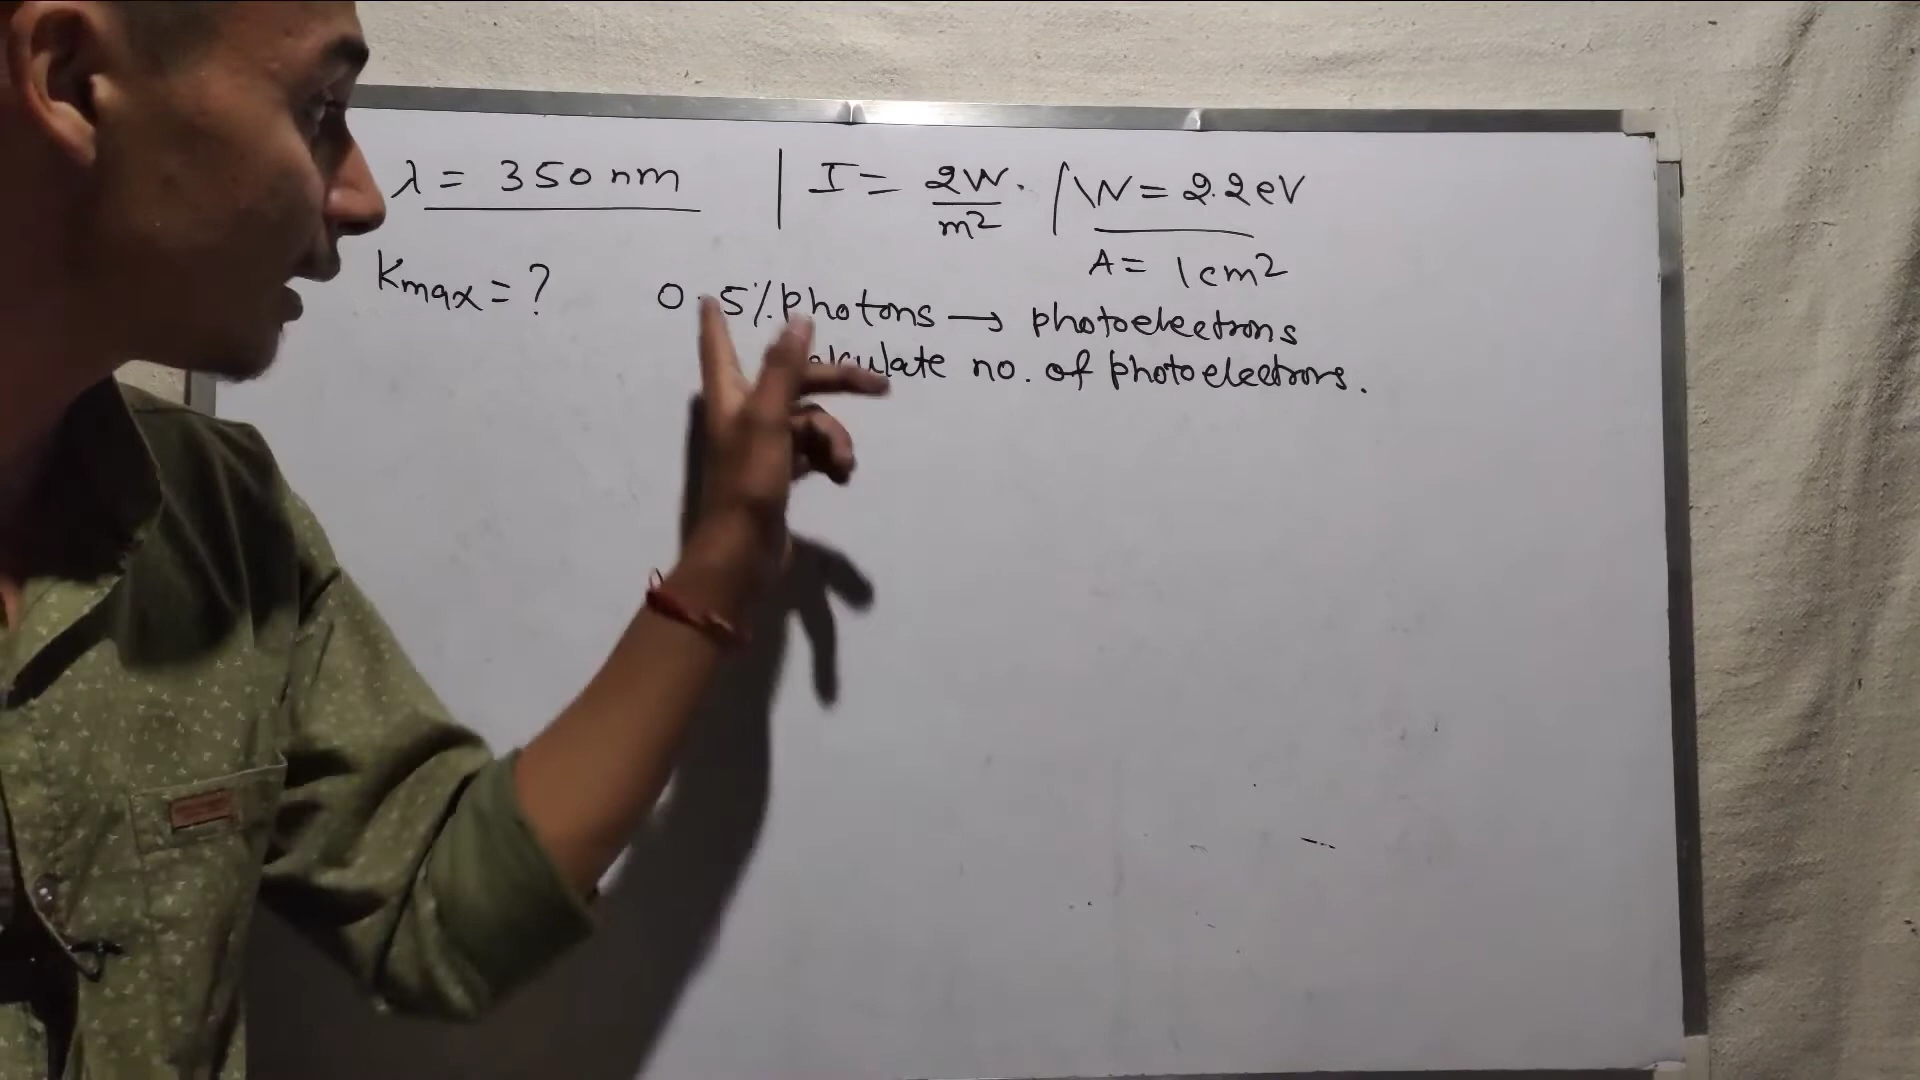 λ = 350 nm | I = 2W/m² / W = 2.2eV
A = 1cm²
Kmax = ?
0.5% photons → photoelectrons
no. of photoelectrons.